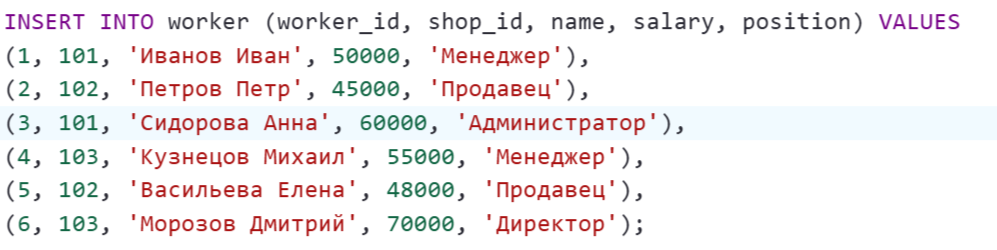 INSERT INTO worker (worker_id, shop_id, name, salary, position) VALUES
(1, 101, 'Иванов Иван', 50000, 'Менеджер'),
(2, 102, 'Петров Петр', 45000, 'Продавец'),
(3, 101, 'Сидорова Анна', 60000, 'Администратор'),
(4, 103, 'Кузнецов Михаил', 55000, 'Менеджер'),
(5, 102, 'Васильева Елена', 48000, 'Продавец'),
(6, 103, 'Морозов Дмитрий', 70000, 'Директор');